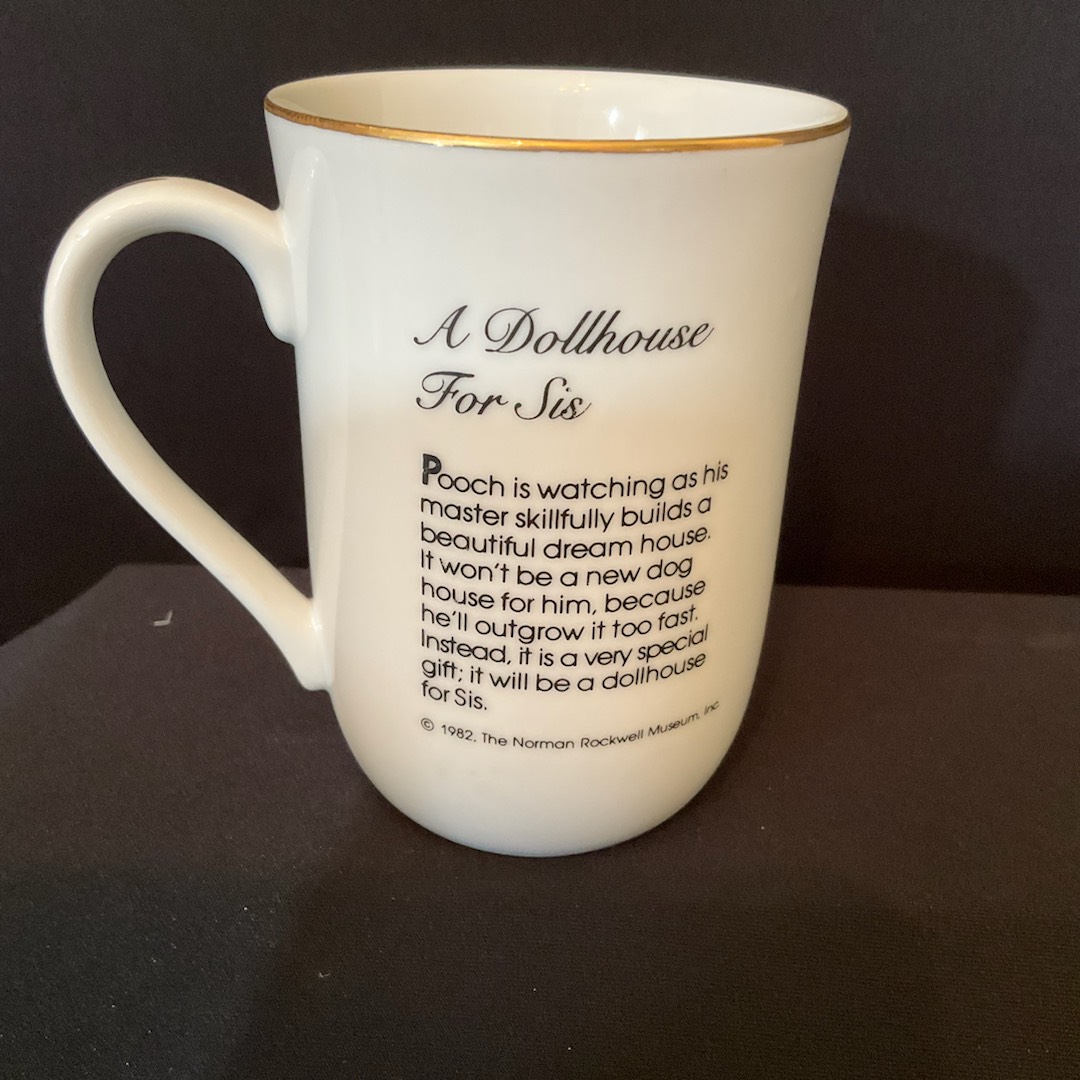 A Dollhouse
For Sis
Pooch is watching as his
master skillfully builds a
beautiful dream house.
It won't be a new dog
house for him, because
he'll outgrow it too fast.
Instead, it is a very special
gift; it will be a dollhouse
for Sis.
© 1982, The Norman Rockwell Museum, Inc.